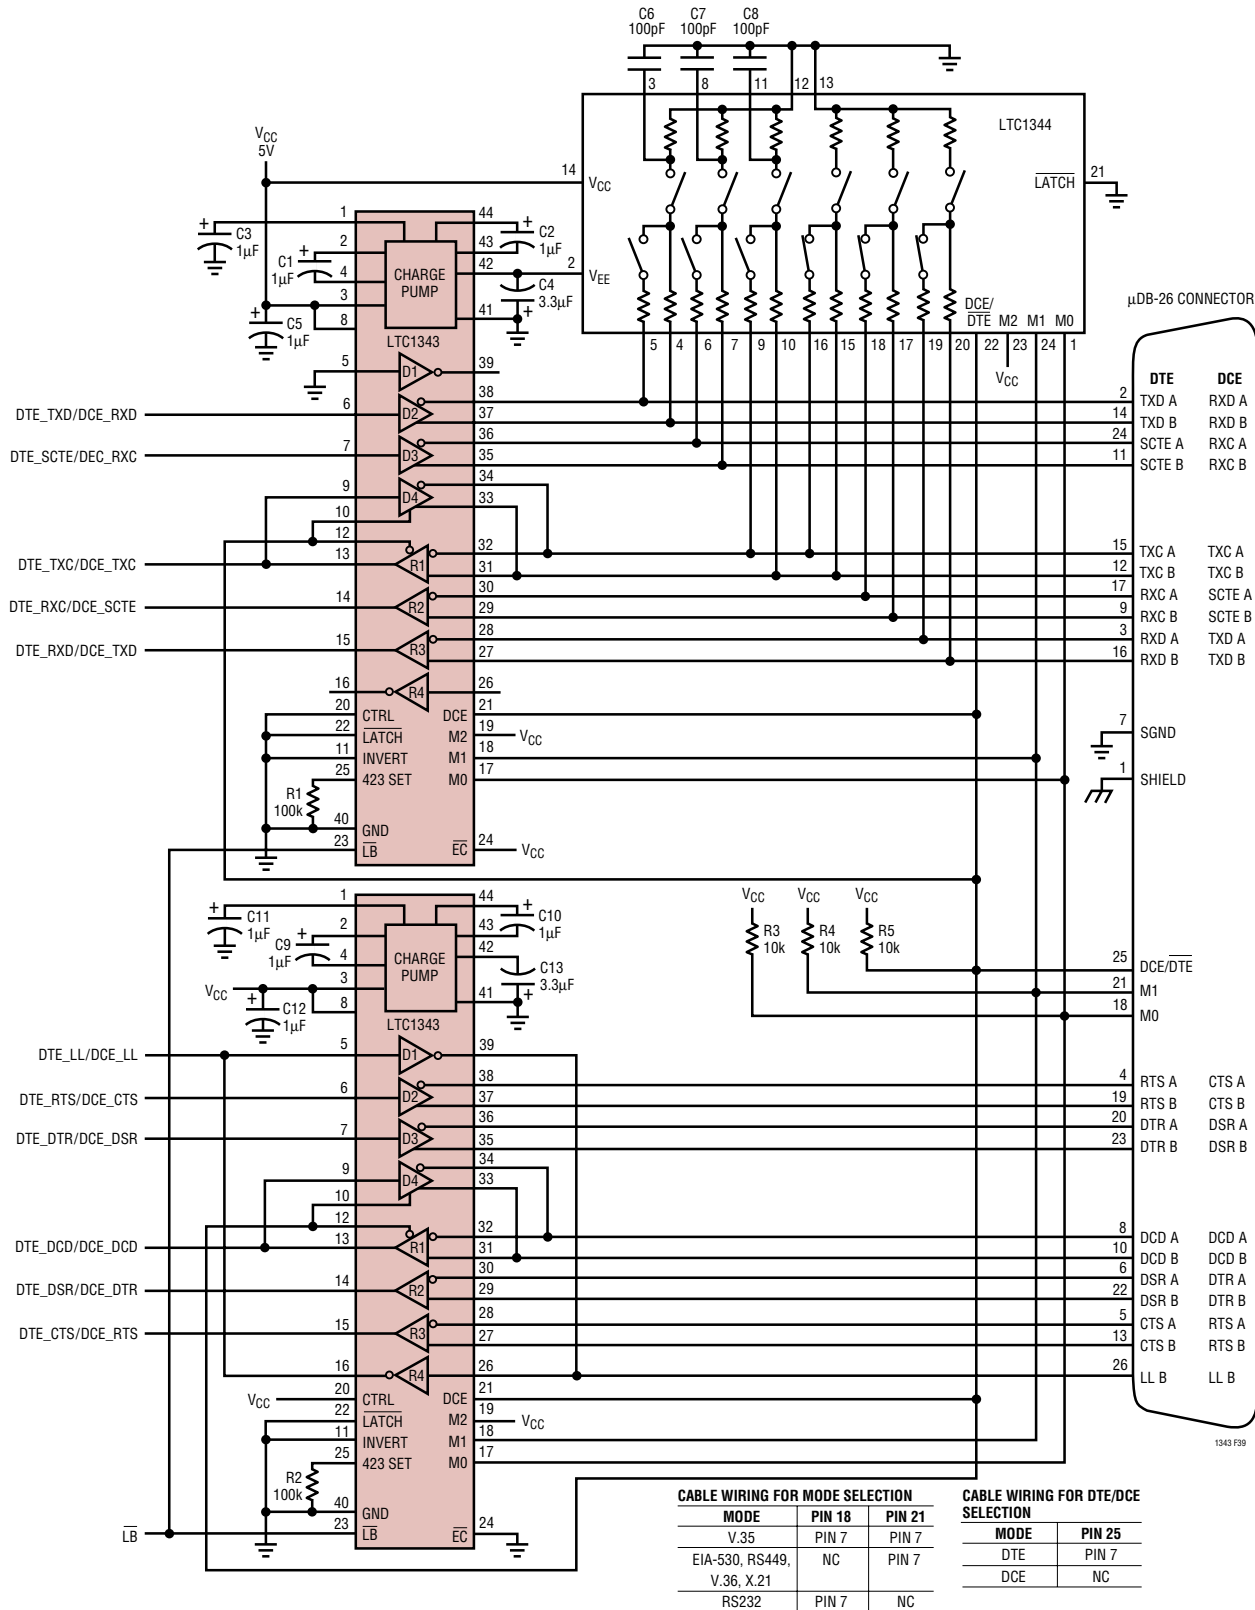 C6
100pF
C7
100pF
C8
100pF
3
8
11
12
13
LTC1344
VCC
5V
14
VCC
LATCH
21
1
44
C3
1µF
2
43
C2
1µF
C1
1µF
4
42
2
VEE
CHARGE
PUMP
C4
3.3µF
3
41
C5
1µF
8
LTC1343
DCE/
DTE
M2
M1
M0
5
4
6
7
9
10
16
15
18
17
19
20
22
23
24
1
VCC
µDB-26 CONNECTOR
5
D1
39
DTE
DCE
DTE_TXD/DCE_RXD
6
D2
38
37
2
TXD A
RXD A
14
TXD B
RXD B
DTE_SCTE/DEC_RXC
7
D3
36
35
24
SCTE A
RXC A
11
SCTE B
RXC B
9
D4
34
33
10
12
DTE_TXC/DCE_TXC
13
R1
32
31
15
TXC A
TXC A
12
TXC B
TXC B
DTE_RXC/DCE_SCTE
14
R2
30
29
17
RXC A
SCTE A
9
RXC B
SCTE B
DTE_RXD/DCE_TXD
15
R3
28
27
3
RXD A
TXD A
16
RXD B
TXD B
16
R4
26
20
CTRL
DCE
21
22
LATCH
M2
19
VCC
11
INVERT
M1
18
25
423 SET
M0
17
R1
100k
40
GND
23
LB
EC
24
VCC
7
SGND
1
SHIELD
1
44
C11
1µF
2
43
C10
1µF
C9
1µF
4
42
CHARGE
PUMP
C13
3.3µF
VCC
3
41
C12
1µF
8
LTC1343
VCC
VCC
VCC
R3
10k
R4
10k
R5
10k
25
DCE/DTE
21
M1
18
M0
DTE_LL/DCE_LL
5
D1
39
DTE_RTS/DCE_CTS
6
D2
38
37
4
RTS A
CTS A
19
RTS B
CTS B
DTE_DTR/DCE_DSR
7
D3
36
35
20
DTR A
DSR A
23
DTR B
DSR B
9
D4
34
33
10
12
DTE_DCD/DCE_DCD
13
R1
32
31
8
DCD A
DCD A
10
DCD B
DCD B
DTE_DSR/DCE_DTR
14
R2
30
29
6
DSR A
DTR A
22
DSR B
DTR B
DTE_CTS/DCE_RTS
15
R3
28
27
5
CTS A
RTS A
13
CTS B
RTS B
16
R4
26
26
LL B
LL B
VCC
20
CTRL
DCE
21
22
LATCH
M2
19
VCC
11
INVERT
M1
18
25
423 SET
M0
17
R2
100k
40
GND
LB
23
LB
EC
24
1343 F39
CABLE WIRING FOR MODE SELECTION
MODE PIN 18 PIN 21
V.35 PIN 7 PIN 7
EIA-530, RS449, NC PIN 7
V.36, X.21
RS232 PIN 7 NC
CABLE WIRING FOR DTE/DCE
SELECTION
MODE PIN 25
DTE PIN 7
DCE NC